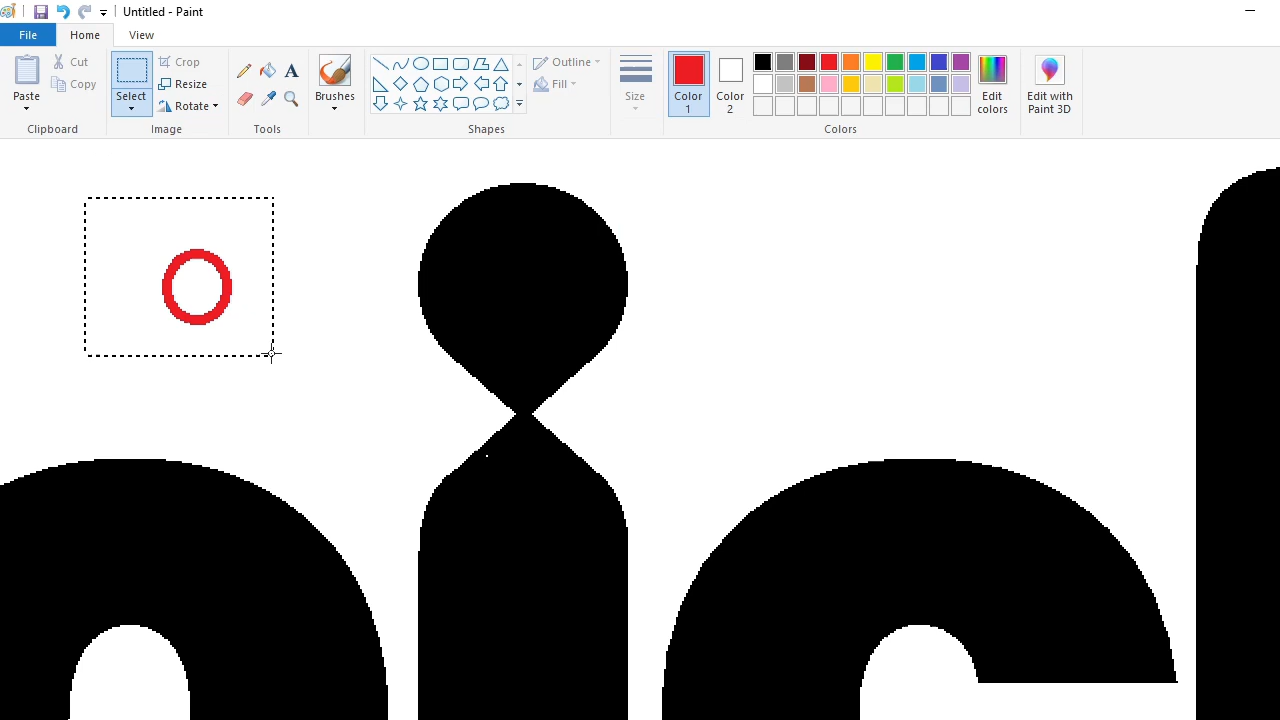 Untitled - Paint
File Home View
Paste
Cut
Copy
Clipboard
Select
Crop
Resize
Rotate
Image
Tools
Brushes
Shapes
Outline
Fill
Size
Color 1
Color 2
Edit colors
Colors
Edit with Paint 3D